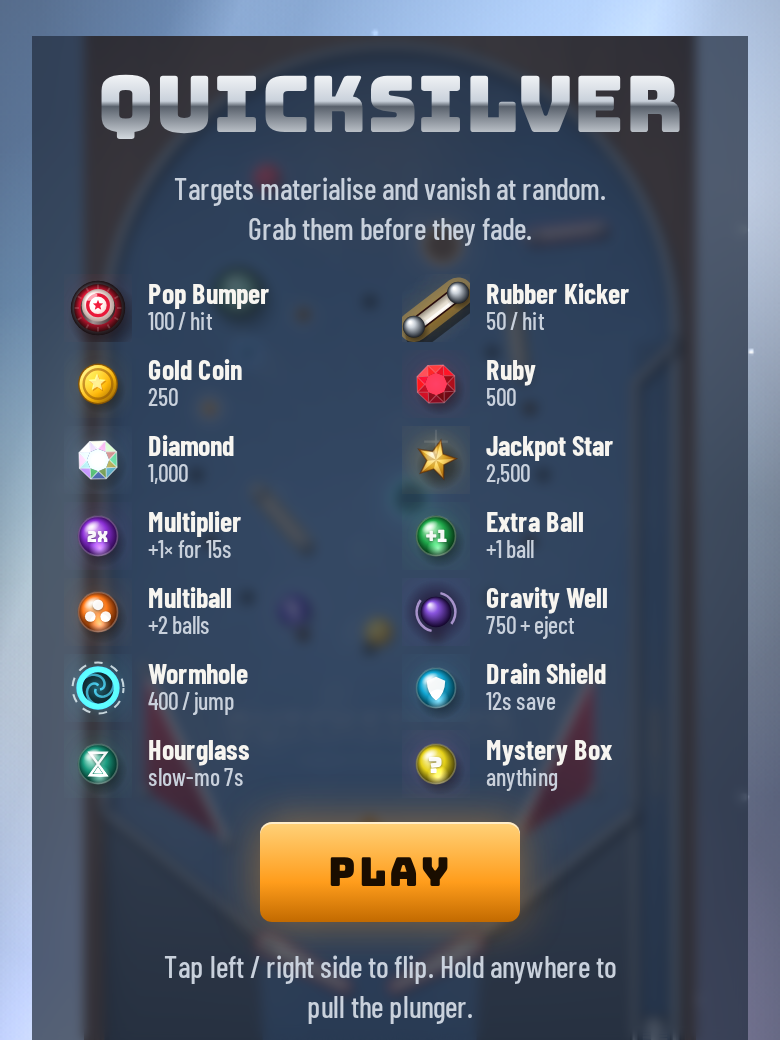 QUICKSILVER
Targets materialise and vanish at random.
Grab them before they fade.
Pop Bumper
100 / hit
Rubber Kicker
50 / hit
Gold Coin
250
Ruby
500
Diamond
1,000
Jackpot Star
2,500
2X
Multiplier
+1× for 15s
+1
Extra Ball
+1 ball
Multiball
+2 balls
Gravity Well
750 + eject
Wormhole
400 / jump
Drain Shield
12s save
Hourglass
slow-mo 7s
?
Mystery Box
anything
PLAY
Tap left / right side to flip. Hold anywhere to
pull the plunger.